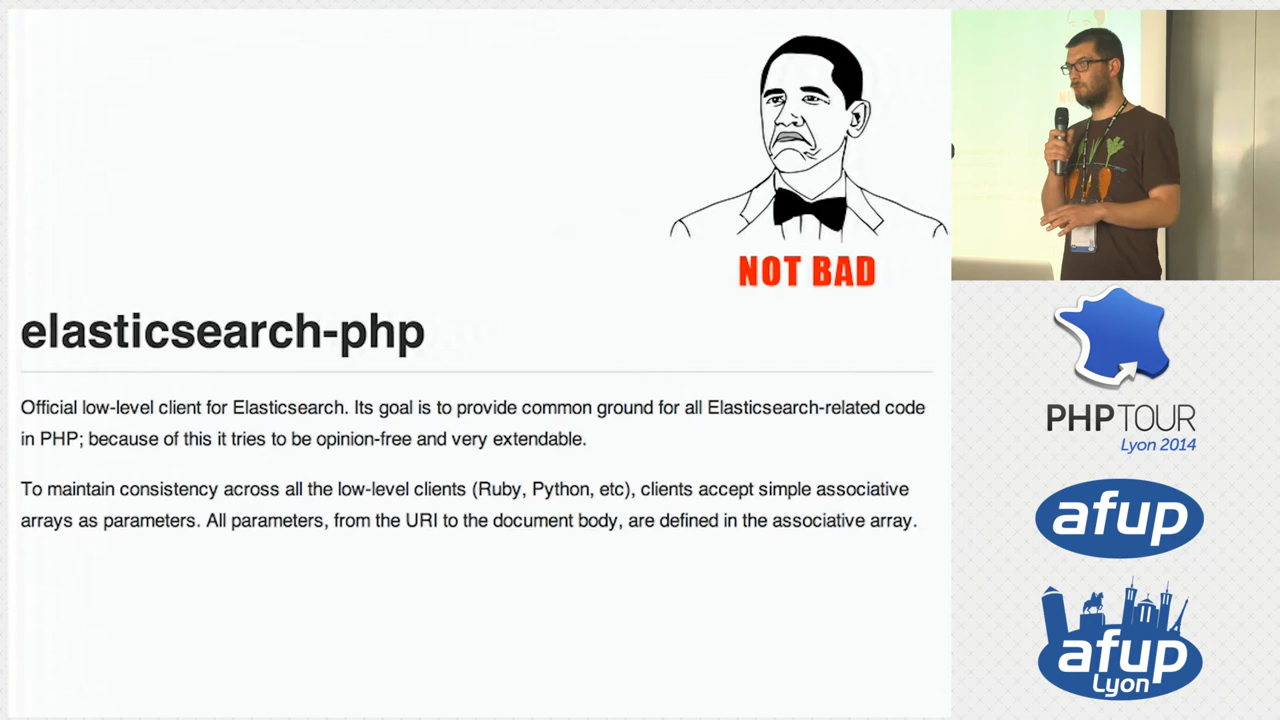 NOT BAD
elasticsearch-php
Official low-level client for Elasticsearch. Its goal is to provide common ground for all Elasticsearch-related code
in PHP; because of this it tries to be opinion-free and very extendable.
To maintain consistency across all the low-level clients (Ruby, Python, etc), clients accept simple associative
arrays as parameters. All parameters, from the URI to the document body, are defined in the associative array.
PHP TOUR
Lyon 2014
afup
afup
Lyon